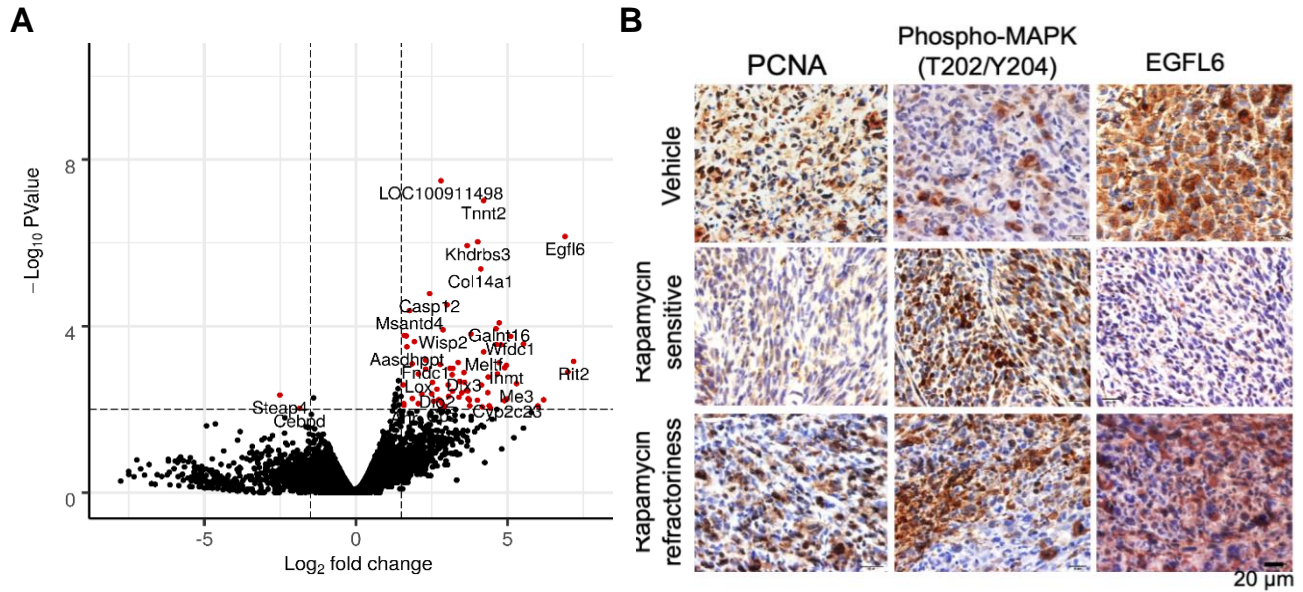 A
− Log10 PValue
8
4
0
LOC100911498
Tnnt2
Egfl6
Khdrbs3
Col14a1
Casp12
Msantd4
Galnt16
Wisp2
Wfdc1
Aasdhppt
Meltf
Fndc1
Rit2
Inmt
Lox
Me3
Cyp2c23
Steap4
Cebpd
-5
0
5
Log2 fold change
B
PCNA
Phospho-MAPK
(T202/Y204)
EGFL6
Vehicle
Rapamycin
sensitive
Rapamycin
refractoriness
20 µm